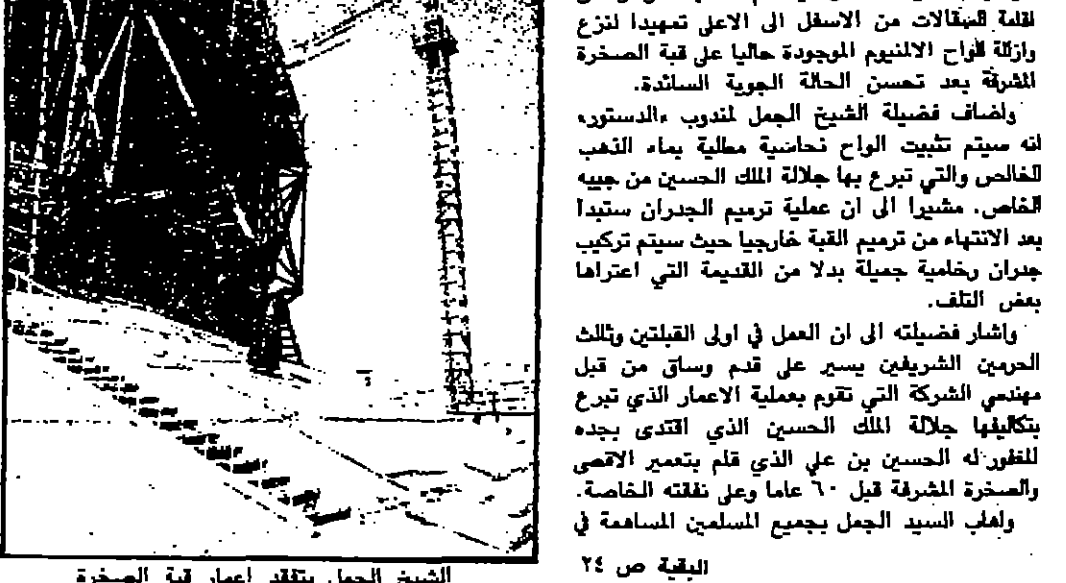 اقامة السقالات من الاسفل الى الاعلى تمهيدا لنزع
وازالة الواح الالمنيوم الموجودة حاليا على قبة الصخرة
المشرفة بعد تحسن الحالة الجوية السائدة.
واضاف فضيلة الشيخ الجمل لمندوب «الدستور»
انه سيتم تثبيت الواح نحاسية مطلية بماء الذهب
الخالص والتي تبرع بها جلالة الملك الحسين من جيبه
الخاص. مشيرا الى ان عملية ترميم الجدران ستبدا
بعد الانتهاء من ترميم القبة خارجيا حيث سيتم تركيب
جدران رخامية جميلة بدلا من القديمة التي اعتراها
بعض التلف.
واشار فضيلته الى ان العمل في اولى القبلتين وثالث
الحرمين الشريفين يسير على قدم وساق من قبل
مهندسي الشركة التي تقوم بعملية الاعمار الذي تبرع
بتكاليفها جلالة الملك الحسين الذي اقتدى بجده
المغفور له الحسين بن علي الذي قام بتعمير الاقصى
والصخرة المشرفة قبل ٦٠ عاما وعلى نفقته الخاصة.
واهاب السيد الجمل بجميع المسلمين المساهمة في
البقية ص ٢٤
الشيخ الجمل يتفقد اعمار قبة الصخرة